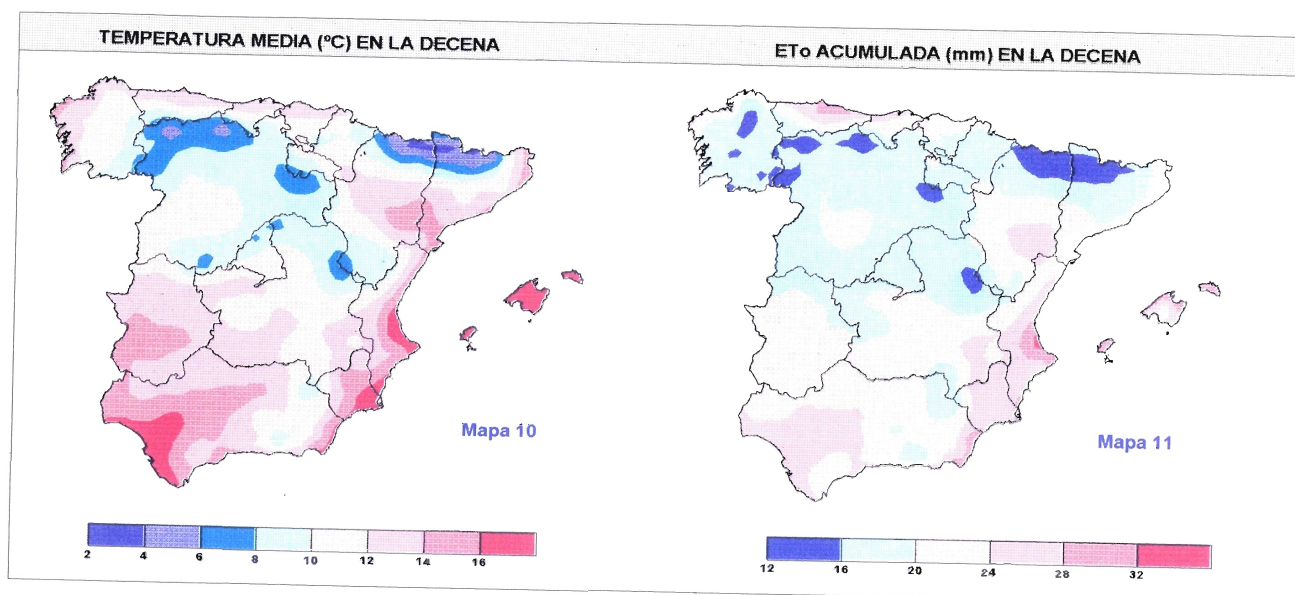 TEMPERATURA MEDIA (ºC) EN LA DECENA
ETo ACUMULADA (mm) EN LA DECENA
Mapa 10
Mapa 11
2 4 6 8 10 12 14 16
12 16 20 24 28 32